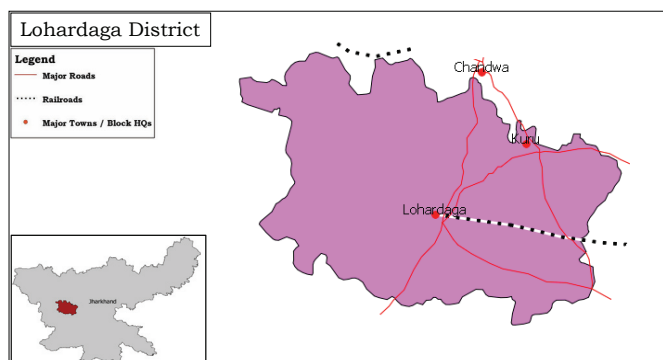 Lohardaga District
Legend
Major Roads
Railroads
Major Towns / Block HQs
Chandwa
Kuru
Lohardaga
Jharkhand